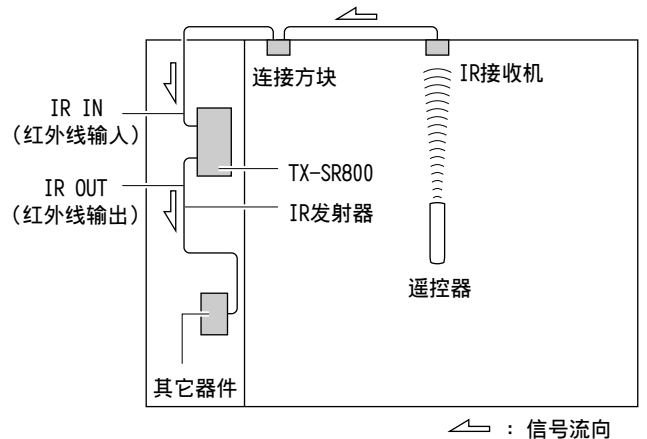 连接方块
IR接收机
IR IN
（红外线输入）
TX-SR800
IR OUT
（红外线输出）
IR发射器
遥控器
其它器件
：信号流向